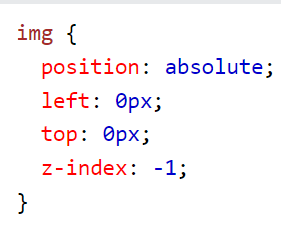 img {
  position: absolute;
  left: 0px;
  top: 0px;
  z-index: -1;
}